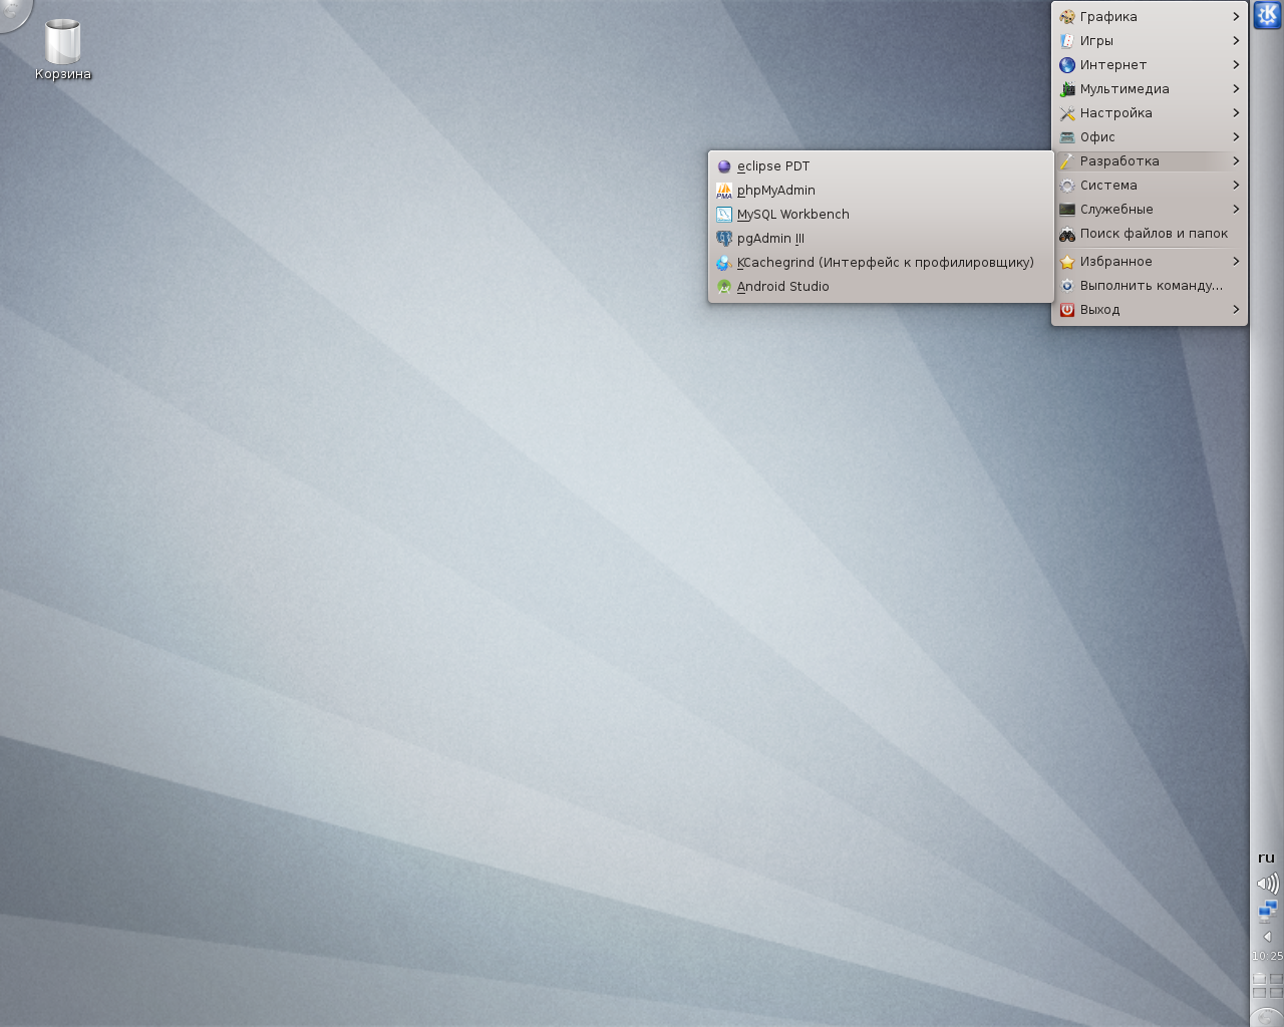 Корзина
Графика
Игры
Интернет
Мультимедиа
Настройка
Офис
Разработка
Система
Служебные
Поиск файлов и папок
Избранное
Выполнить команду...
Выход
eclipse PDT
phpMyAdmin
MySQL Workbench
pgAdmin III
KCachegrind (Интерфейс к профилировщику)
Android Studio
ru
10:25